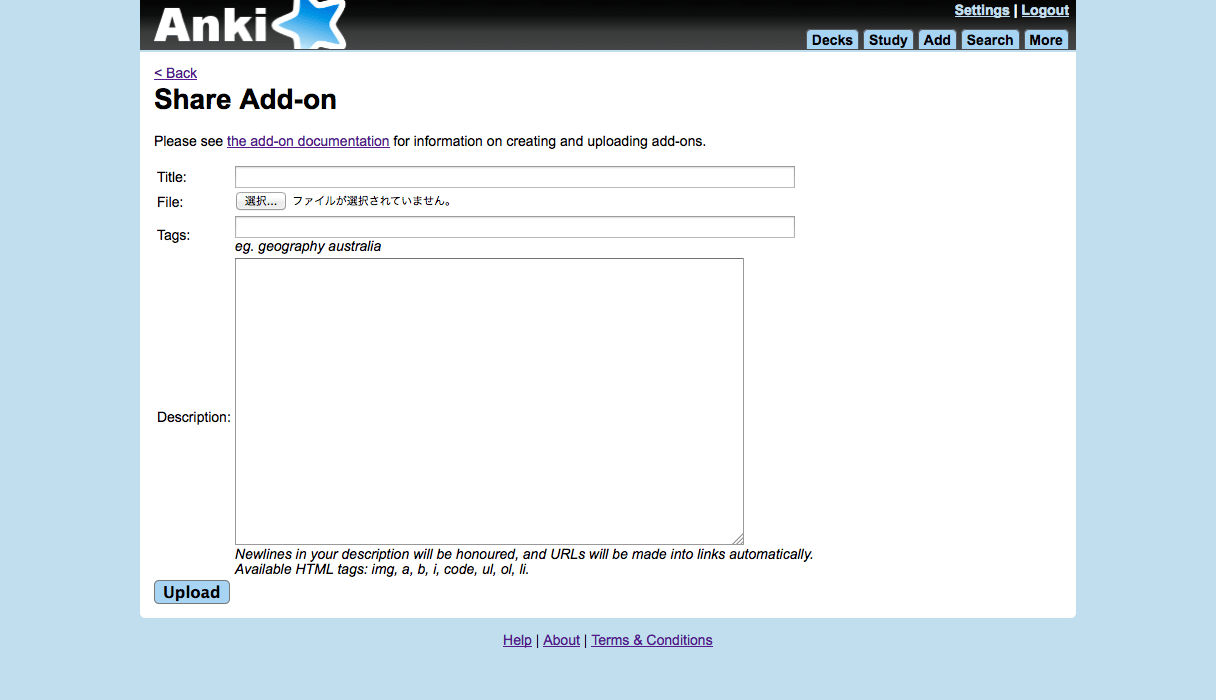 Anki
Settings | Logout
Decks Study Add Search More
< Back
Share Add-on
Please see the add-on documentation for information on creating and uploading add-ons.
Title:
File: 選択... ファイルが選択されていません。
Tags:
eg. geography australia
Description:
Newlines in your description will be honoured, and URLs will be made into links automatically.
Available HTML tags: img, a, b, i, code, ul, ol, li.
Upload
Help | About | Terms & Conditions